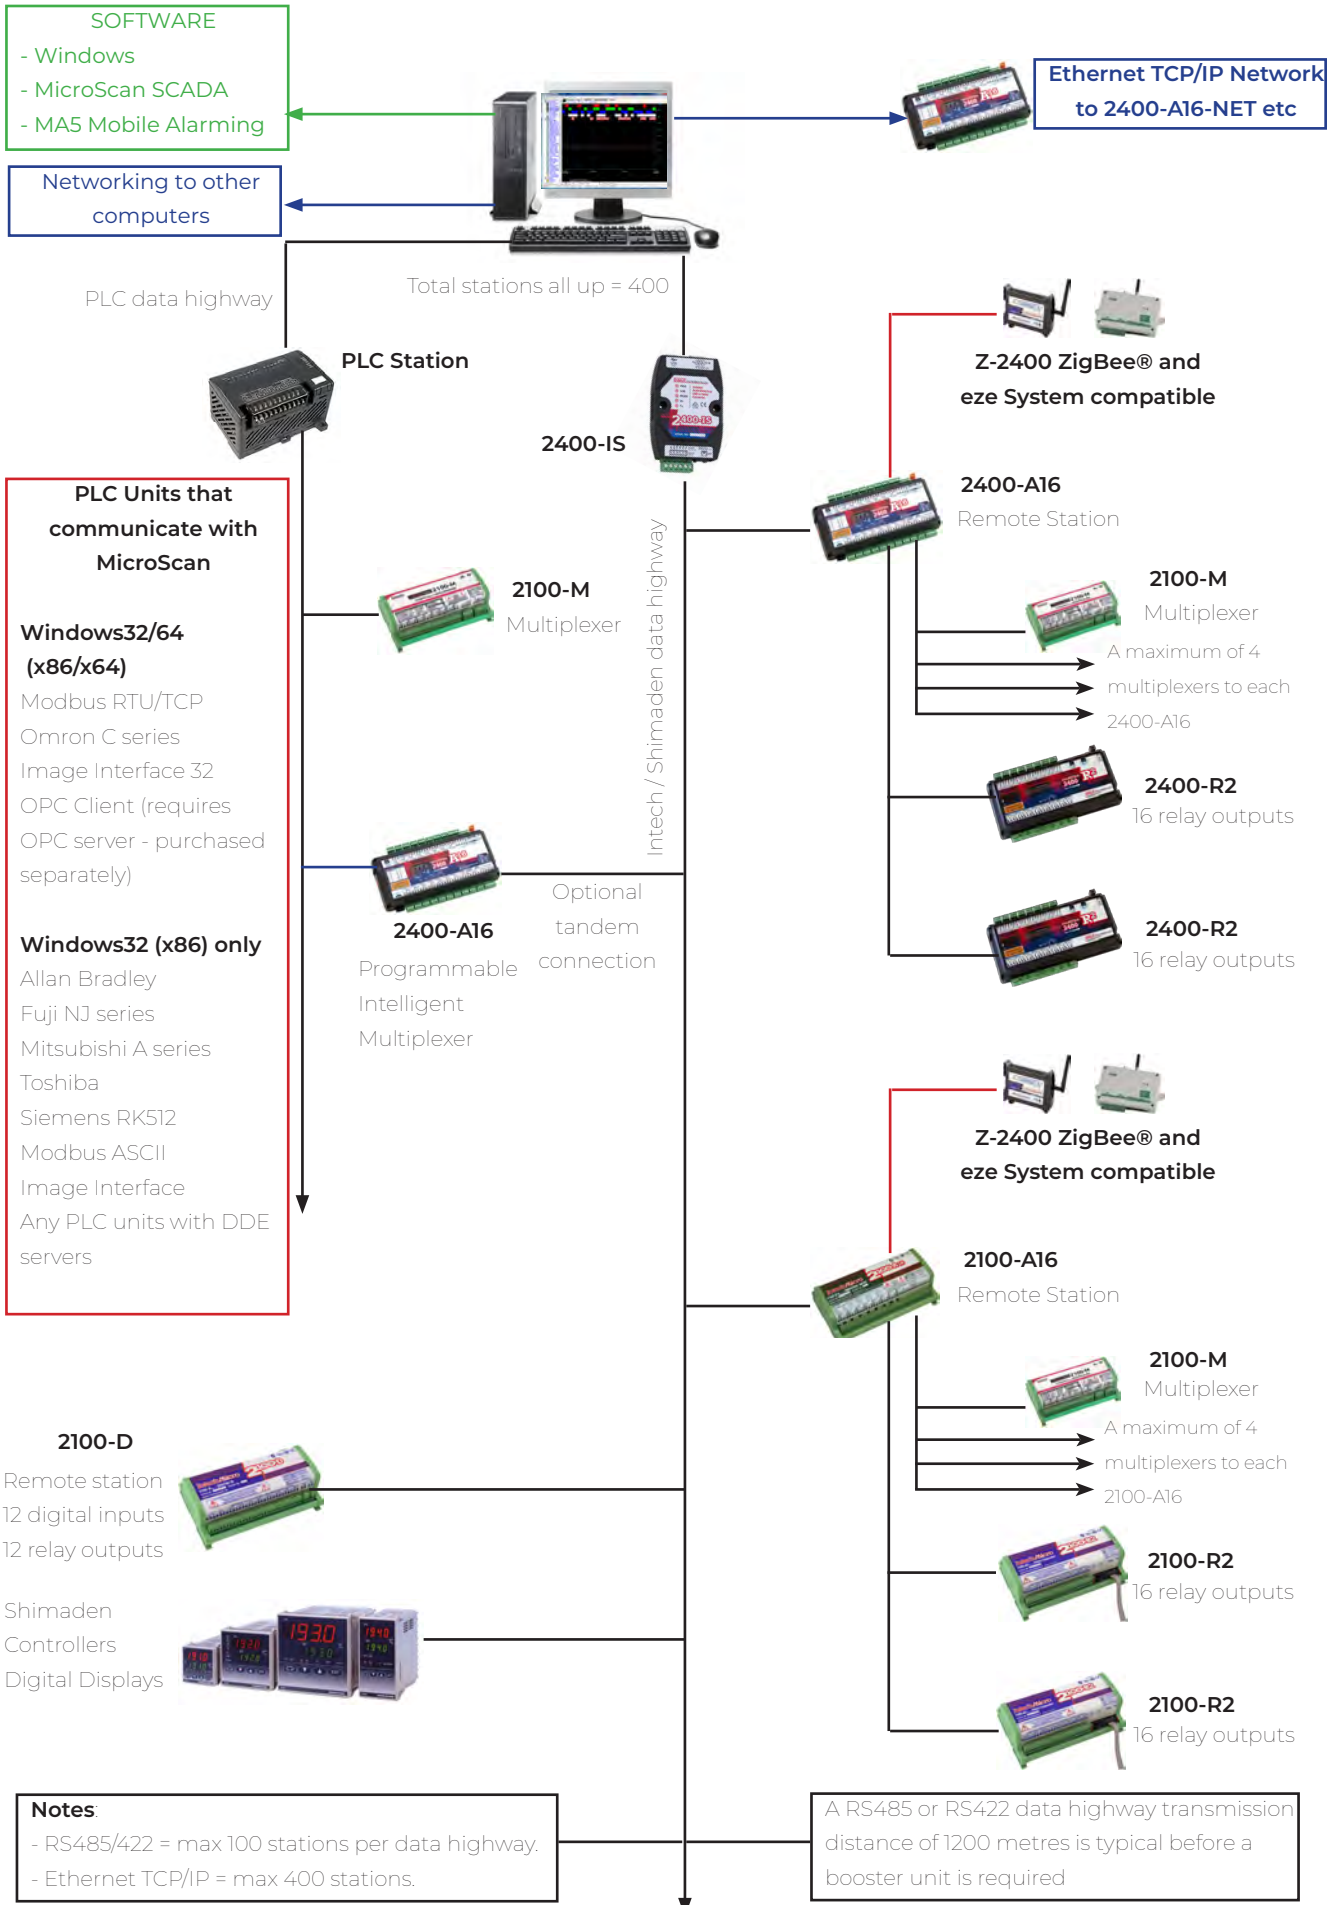 SOFTWARE
- Windows
- MicroScan SCADA
- MA5 Mobile Alarming
Ethernet TCP/IP Network
to 2400-A16-NET etc
Networking to other
computers
PLC data highway
Total stations all up = 400
PLC Station
2400-IS
Z-2400 ZigBee® and
eze System compatible
2400-A16
Remote Station
PLC Units that
communicate with
MicroScan
Windows32/64
(x86/x64)
Modbus RTU/TCP
Omron C series
Image Interface 32
OPC Client (requires
OPC server - purchased
separately)
Windows32 (x86) only
Allan Bradley
Fuji NJ series
Mitsubishi A series
Toshiba
Siemens RK512
Modbus ASCII
Image Interface
Any PLC units with DDE
servers
2100-M
Multiplexer
Intech / Shimaden data highway
2100-M
Multiplexer
A maximum of 4
multiplexers to each
2400-A16
2400-R2
16 relay outputs
2400-A16
Programmable
Intelligent
Multiplexer
Optional
tandem
connection
2400-R2
16 relay outputs
Z-2400 ZigBee® and
eze System compatible
2100-A16
Remote Station
2100-M
Multiplexer
A maximum of 4
multiplexers to each
2100-A16
2100-D
Remote station
12 digital inputs
12 relay outputs
2100-R2
16 relay outputs
Shimaden
Controllers
Digital Displays
2100-R2
16 relay outputs
Notes:
- RS485/422 = max 100 stations per data highway.
- Ethernet TCP/IP = max 400 stations.
A RS485 or RS422 data highway transmission
distance of 1200 metres is typical before a
booster unit is required